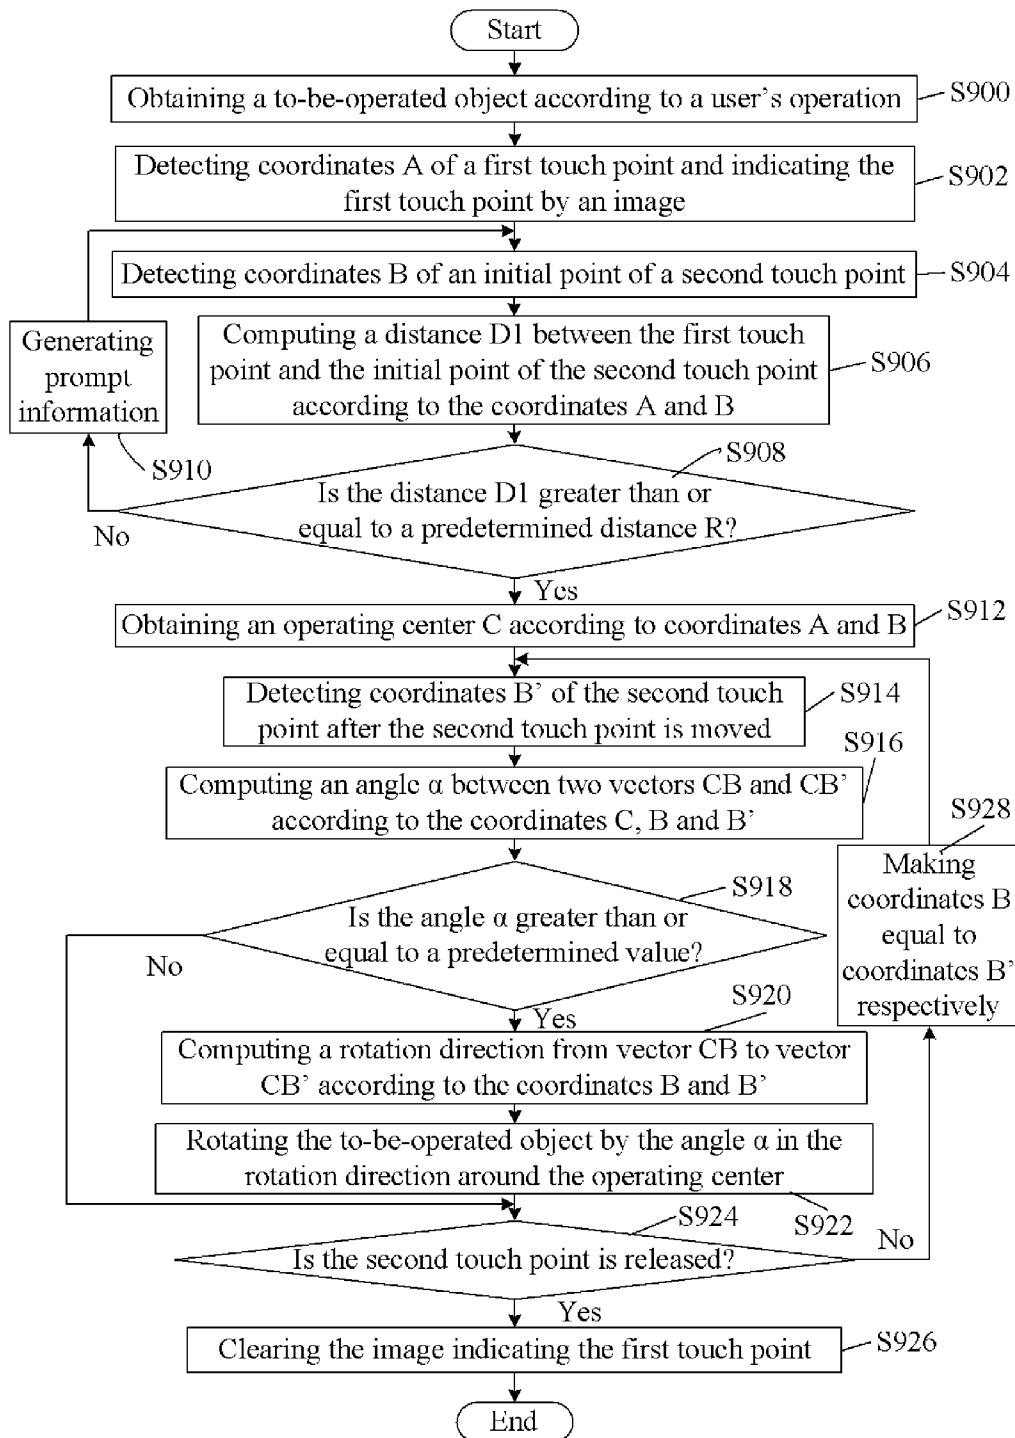 Start
Obtaining a to-be-operated object according to a user's operation
S900
Detecting coordinates A of a first touch point and indicating the
first touch point by an image
S902
Detecting coordinates B of an initial point of a second touch point
S904
Generating
prompt
information
S910
Computing a distance D1 between the first touch
point and the initial point of the second touch point
according to the coordinates A and B
S906
S908
Is the distance D1 greater than or
equal to a predetermined distance R?
No
Yes
Obtaining an operating center C according to coordinates A and B
S912
Detecting coordinates B' of the second touch
point after the second touch point is moved
S914
S916
Computing an angle α between two vectors CB and CB'
according to the coordinates C, B and B'
S928
Making
coordinates B
equal to
coordinates B'
respectively
S918
Is the angle α greater than or
equal to a predetermined value?
No
Yes
S920
Computing a rotation direction from vector CB to vector
CB' according to the coordinates B and B'
Rotating the to-be-operated object by the angle α in the
rotation direction around the operating center
S922
S924
Is the second touch point is released?
No
Yes
Clearing the image indicating the first touch point
S926
End